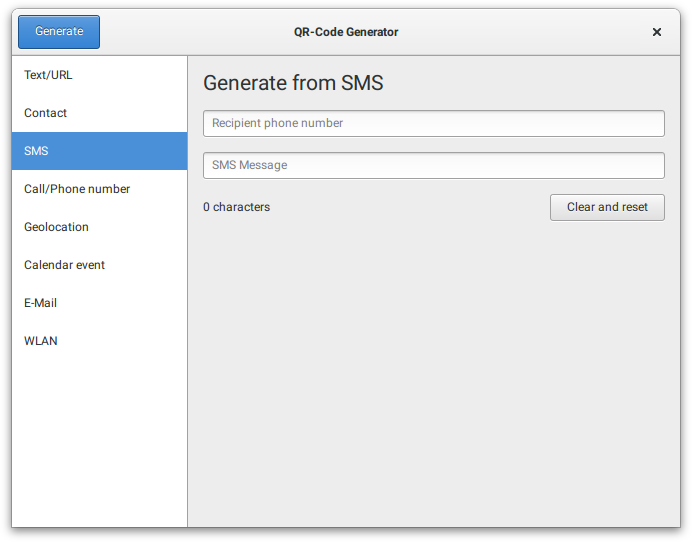 Generate
QR-Code Generator
Text/URL
Contact
SMS
Call/Phone number
Geolocation
Calendar event
E-Mail
WLAN
Generate from SMS
Recipient phone number
SMS Message
0 characters
Clear and reset